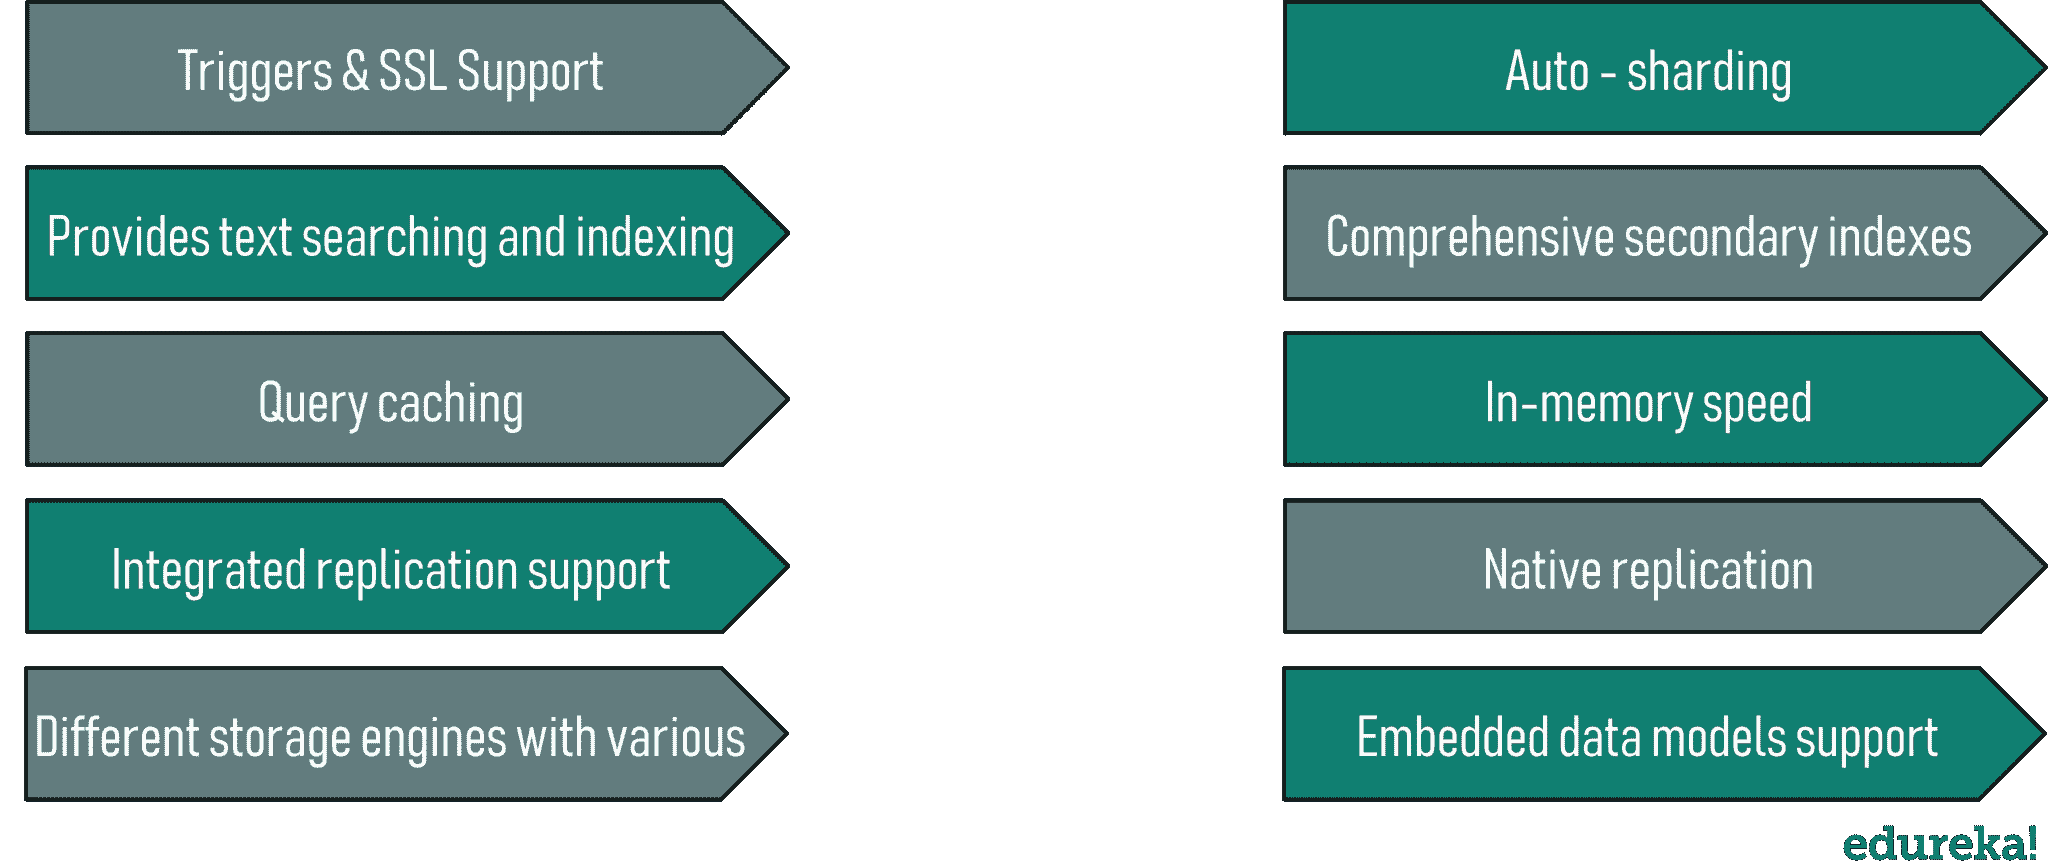 Triggers & SSL Support
Provides text searching and indexing
Query caching
Integrated replication support
Different storage engines with various
Auto - sharding
Comprehensive secondary indexes
In-memory speed
Native replication
Embedded data models support
edureka!